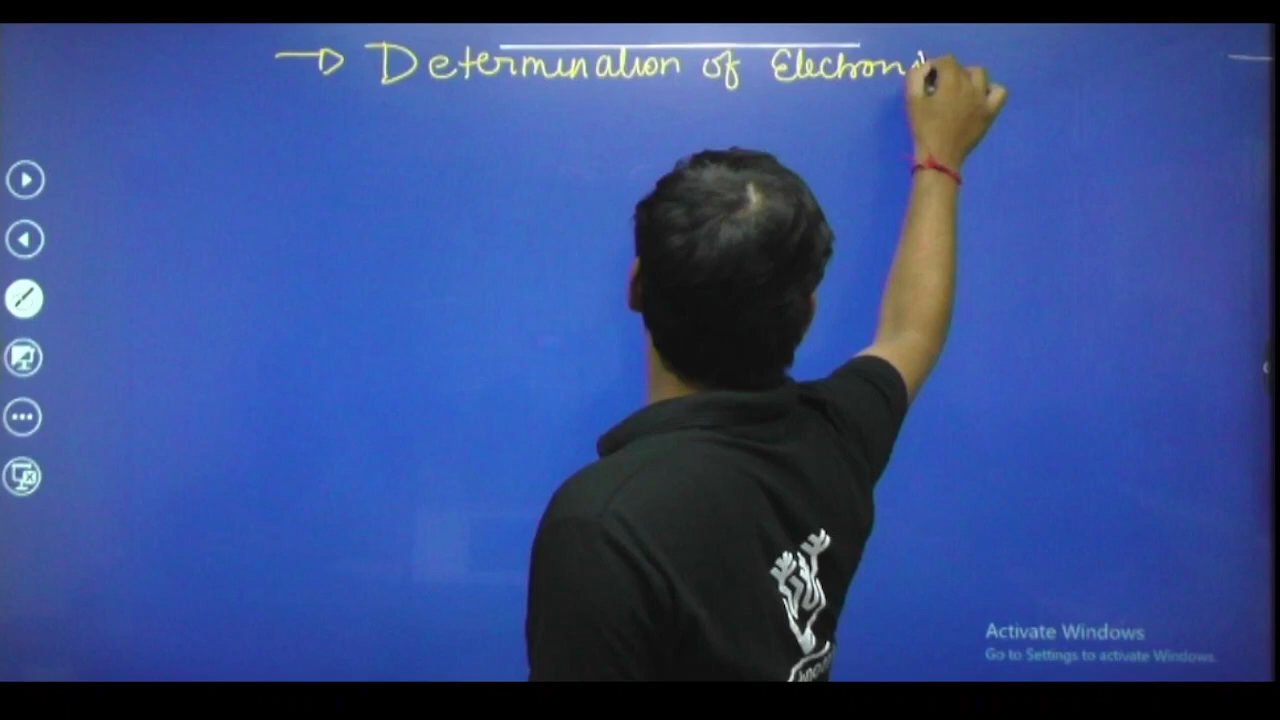 Determination of Electron
Activate Windows
Go to Settings to activate Windows.